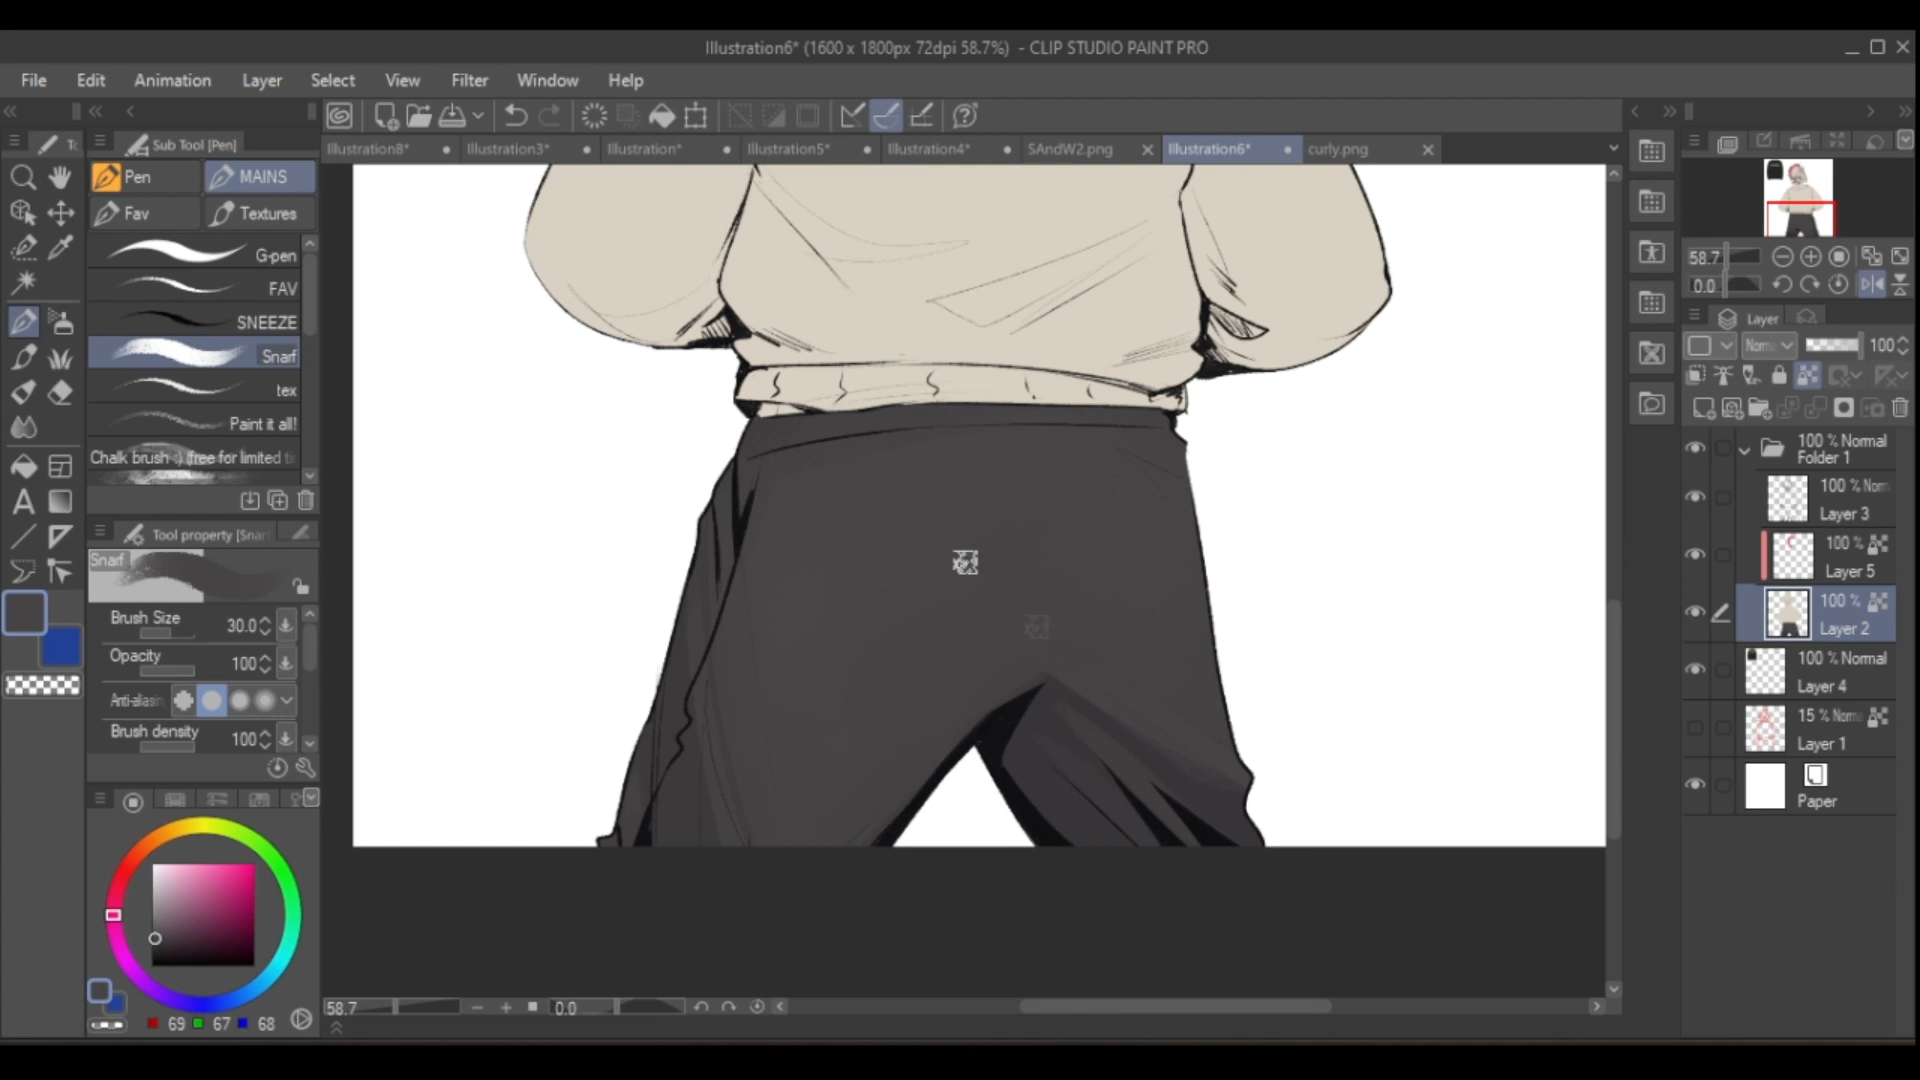 Illustration6* (1600 x 1800px 72dpi 58.7%) - CLIP STUDIO PAINT PRO
File Edit Animation Layer Select View Filter Window Help
Sub Tool [Pen]
Illustration8* Illustration3* Illustration* Illustration5* Illustration4* SAndW2.png Illustration6* curly.png
Pen MAINS
Fav Textures
G-pen
FAV
SNEEZE
Snarf
tex
Paint it all!
Chalk brush :) (free for limited ti
Tool property [Snar
Snarf
Brush Size 30.0
Opacity 100
Anti-aliasin
Brush density 100
69 67 68
58.7 0.0
58.7
0.0
Layer
Norm 100
100 % Normal
Folder 1
100 % Norm
Layer 3
100 %
Layer 5
100 %
Layer 2
100 % Normal
Layer 4
15 % Norm
Layer 1
Paper